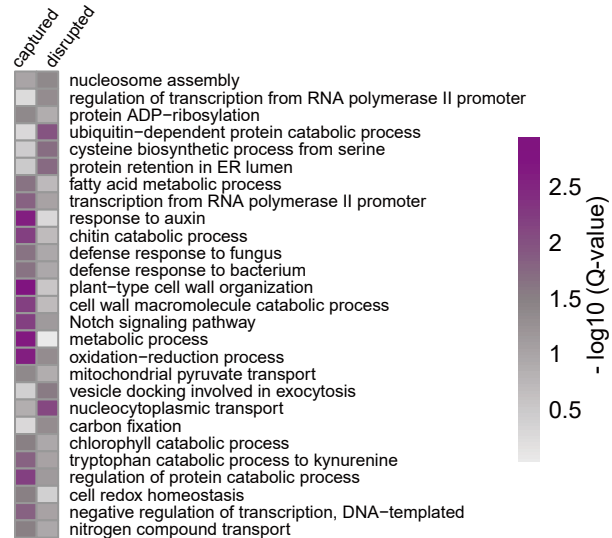 captured
disrupted
nucleosome assembly
regulation of transcription from RNA polymerase II promoter
protein ADP−ribosylation
ubiquitin−dependent protein catabolic process
cysteine biosynthetic process from serine
protein retention in ER lumen
fatty acid metabolic process
transcription from RNA polymerase II promoter
response to auxin
chitin catabolic process
defense response to fungus
defense response to bacterium
plant−type cell wall organization
cell wall macromolecule catabolic process
Notch signaling pathway
metabolic process
oxidation−reduction process
mitochondrial pyruvate transport
vesicle docking involved in exocytosis
nucleocytoplasmic transport
carbon fixation
chlorophyll catabolic process
tryptophan catabolic process to kynurenine
regulation of protein catabolic process
cell redox homeostasis
negative regulation of transcription, DNA−templated
nitrogen compound transport
2.5
2
1.5
1
0.5
- log10 (Q-value)